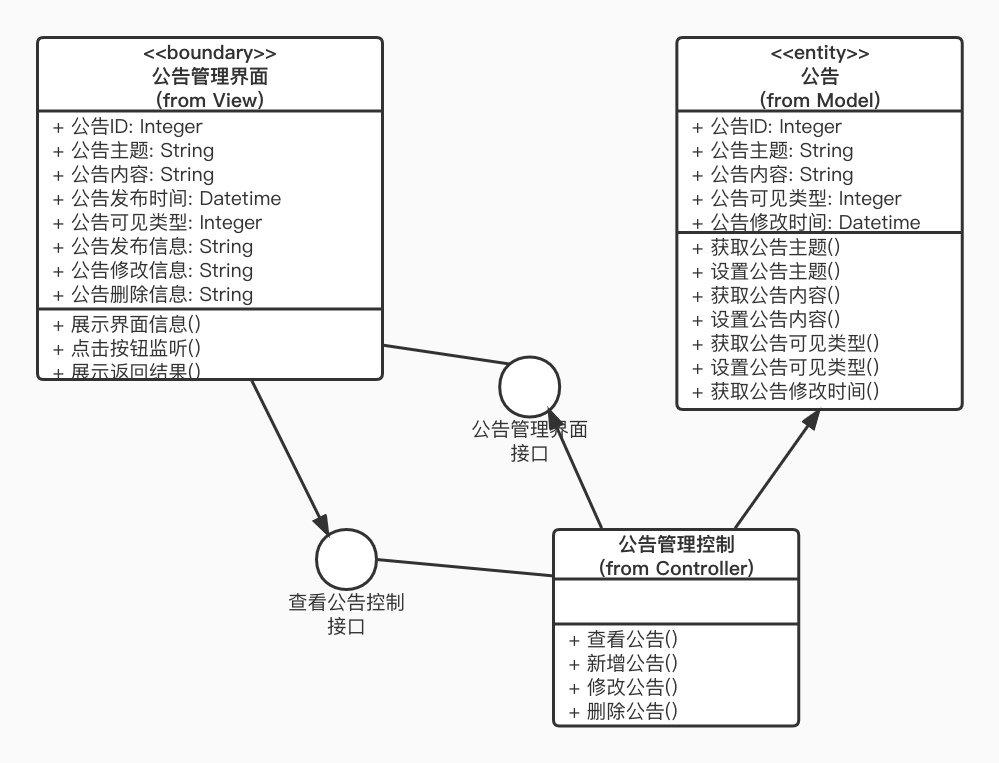 <<boundary>>
公告管理界面
(from View)
+ 公告ID: Integer
+ 公告主题: String
+ 公告内容: String
+ 公告发布时间: Datetime
+ 公告可见类型: Integer
+ 公告发布信息: String
+ 公告修改信息: String
+ 公告删除信息: String
+ 展示界面信息()
+ 点击按钮监听()
+ 展示返回结果()
<<entity>>
公告
(from Model)
+ 公告ID: Integer
+ 公告主题: String
+ 公告内容: String
+ 公告可见类型: Integer
+ 公告修改时间: Datetime
+ 获取公告主题()
+ 设置公告主题()
+ 获取公告内容()
+ 设置公告内容()
+ 获取公告可见类型()
+ 设置公告可见类型()
+ 获取公告修改时间()
公告管理界面
接口
查看公告控制
接口
公告管理控制
(from Controller)
+ 查看公告()
+ 新增公告()
+ 修改公告()
+ 删除公告()